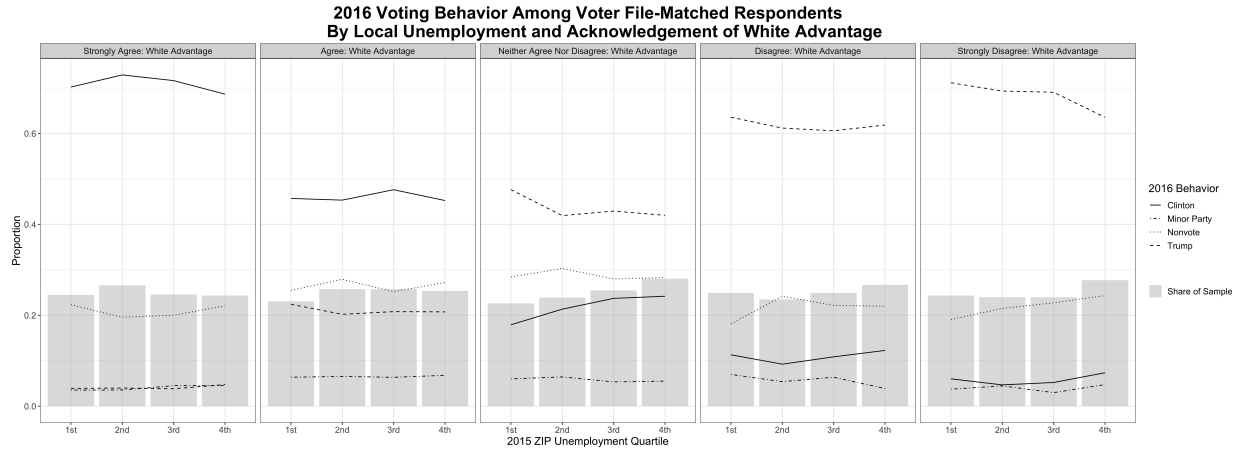 2016 Voting Behavior Among Voter File-Matched Respondents
By Local Unemployment and Acknowledgement of White Advantage
Strongly Agree: White Advantage
Agree: White Advantage
Neither Agree Nor Disagree: White Advantage
Disagree: White Advantage
Strongly Disagree: White Advantage
Proportion
0.6
0.4
0.2
0.0
1st 2nd 3rd 4th
1st 2nd 3rd 4th
1st 2nd 3rd 4th
1st 2nd 3rd 4th
1st 2nd 3rd 4th
2015 ZIP Unemployment Quartile
2016 Behavior
Clinton
Minor Party
Nonvote
Trump
Share of Sample